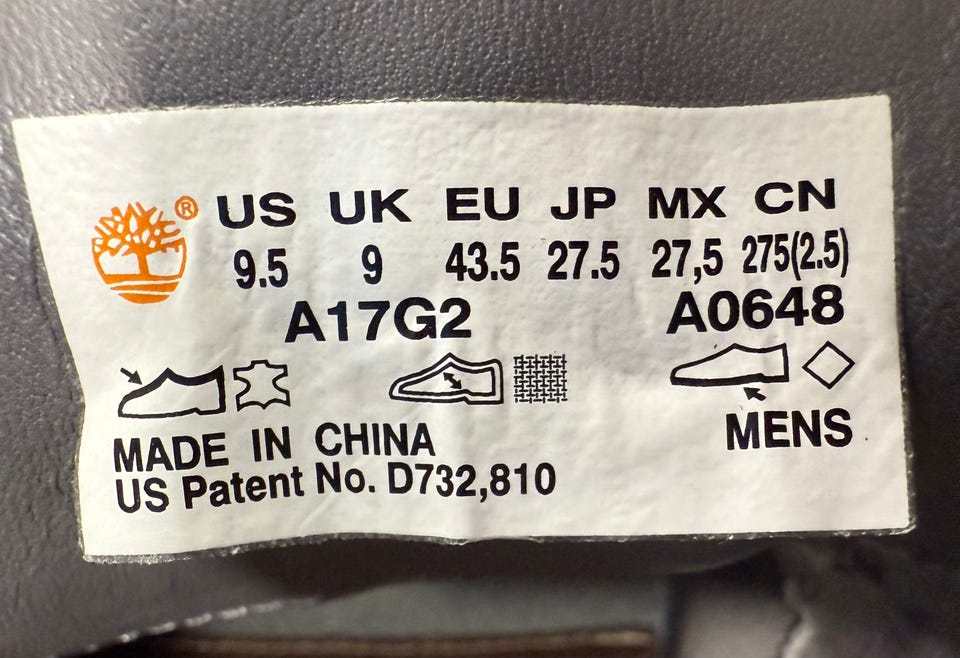 ® US UK EU JP MX CN
9.5 9 43.5 27.5 27,5 275(2.5)
A17G2 A0648
MENS
MADE IN CHINA
US Patent No. D732,810